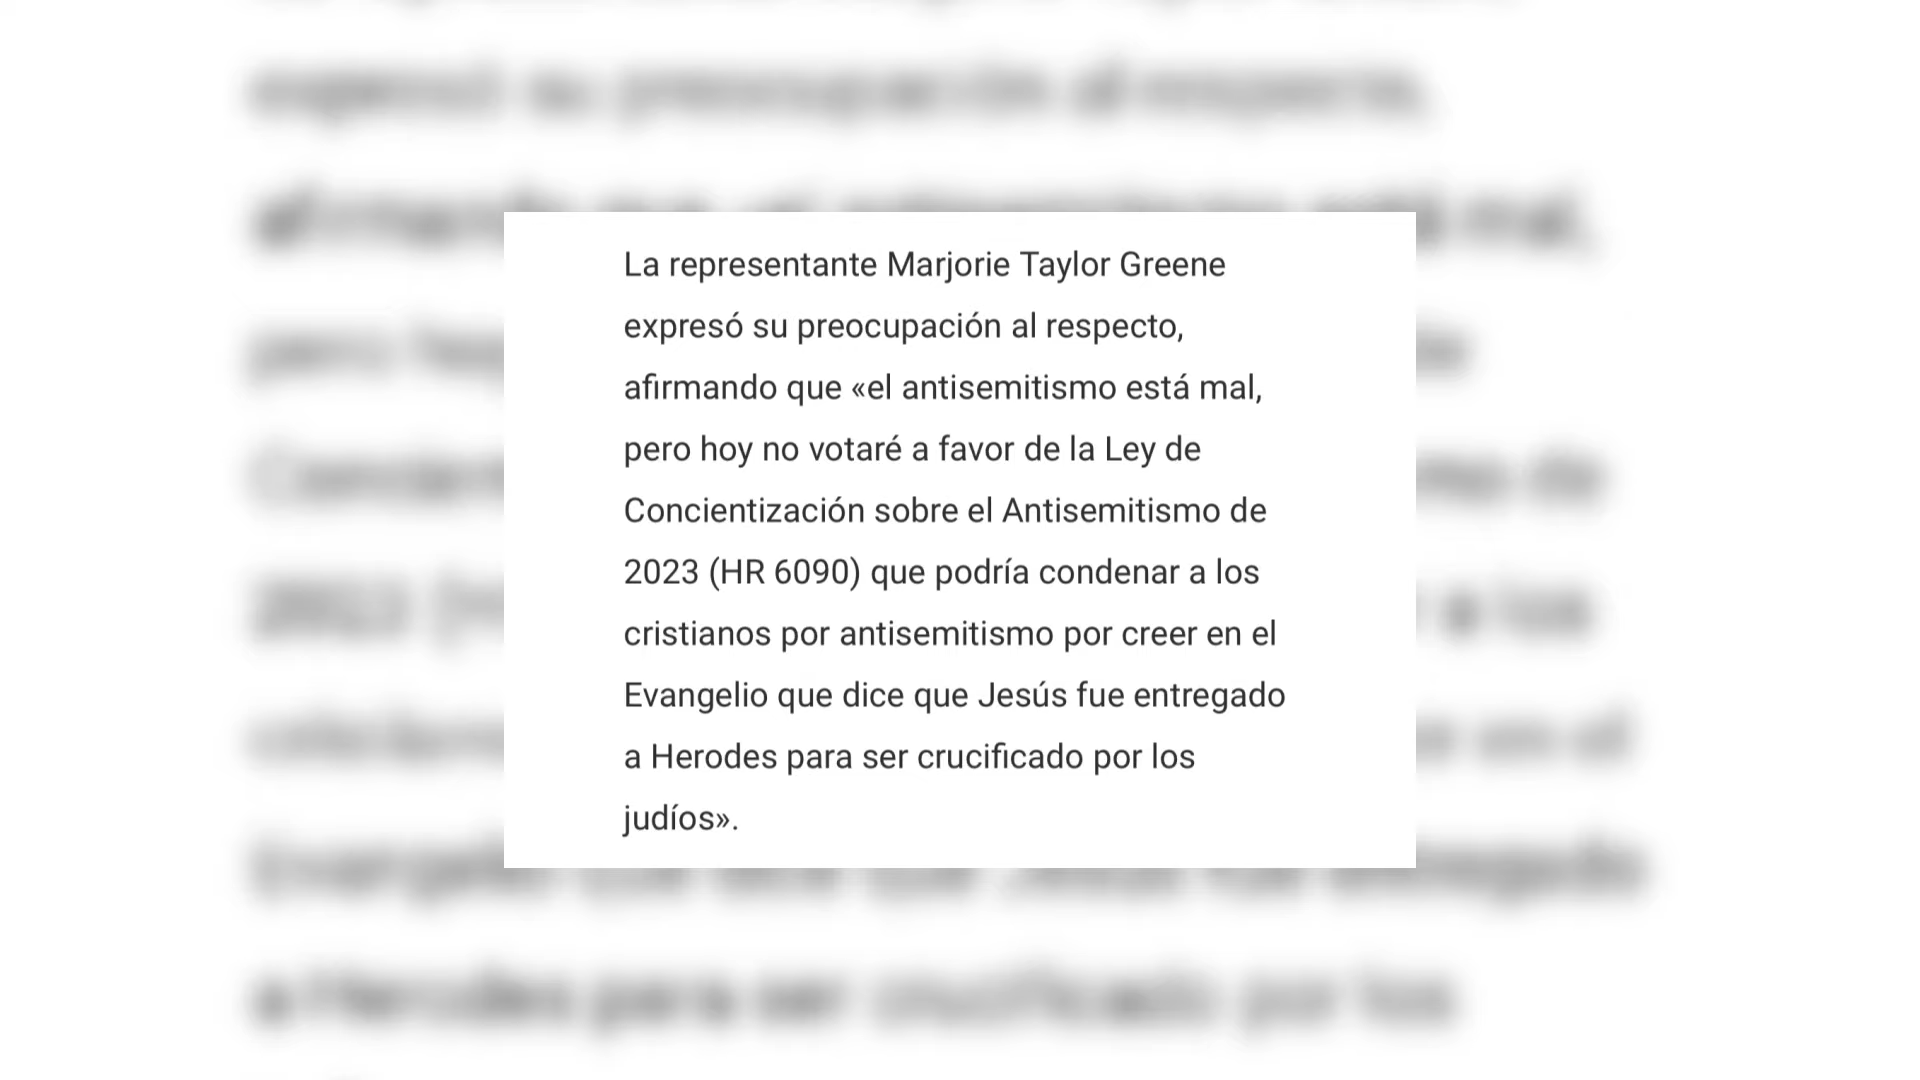 La representante Marjorie Taylor Greene
expresó su preocupación al respecto,
afirmando que «el antisemitismo está mal,
pero hoy no votaré a favor de la Ley de
Concientización sobre el Antisemitismo de
2023 (HR 6090) que podría condenar a los
cristianos por antisemitismo por creer en el
Evangelio que dice que Jesús fue entregado
a Herodes para ser crucificado por los
judíos».